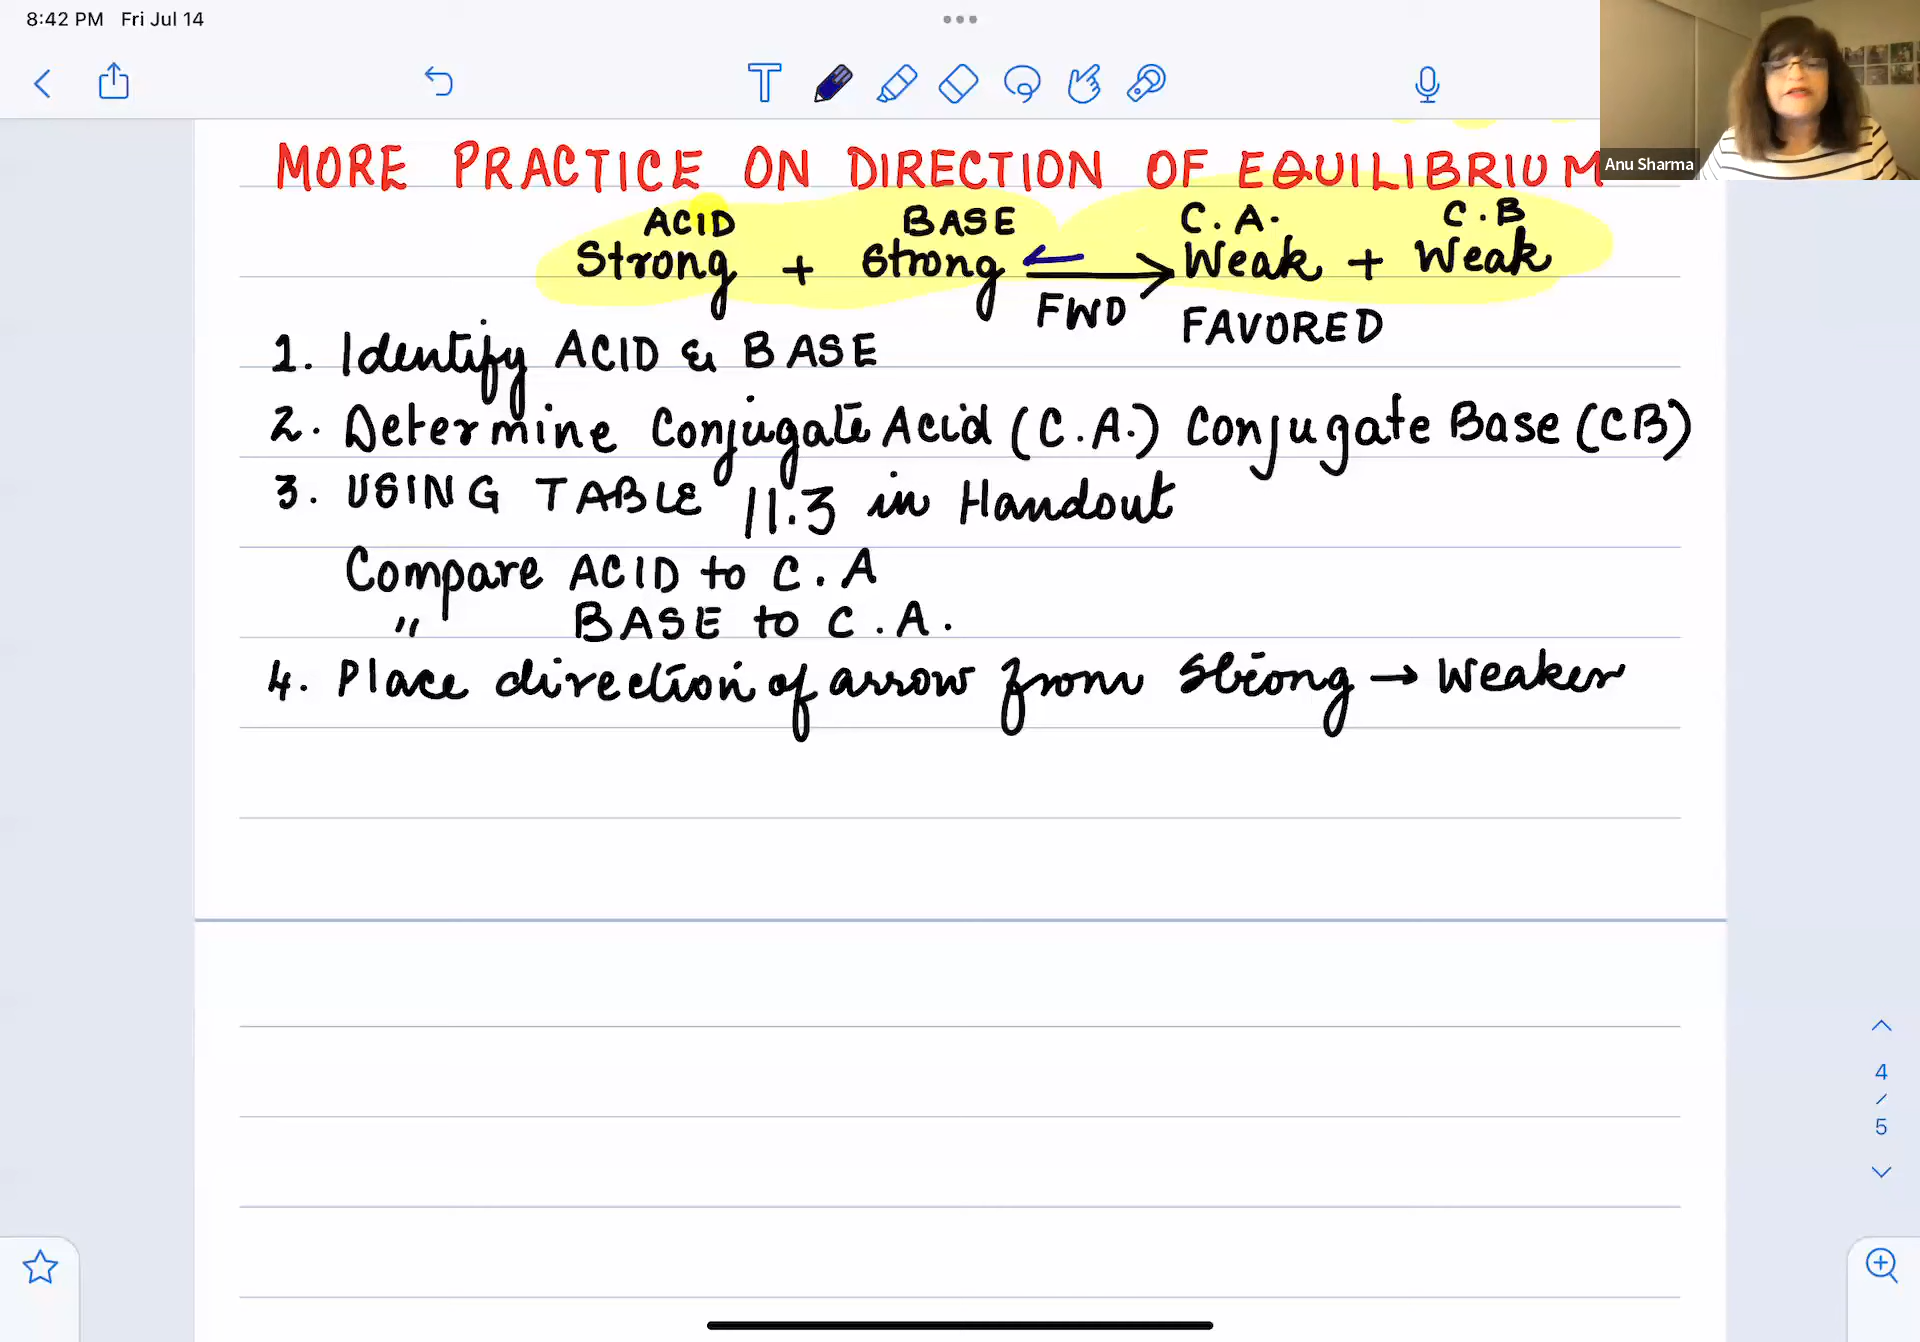 8:42 PM Fri Jul 14
Anu Sharma
MORE PRACTICE ON DIRECTION OF EQUILIBRIUM
ACID BASE C.A. C.B
Strong + Strong Weak + Weak
FWD FAVORED
1. Identify ACID & BASE
2. Determine Conjugate Acid (C.A.) Conjugate Base (CB)
3. USING TABLE 11.3 in Handout
Compare ACID to C.A
" BASE to C.A.
4. Place direction of arrow from Strong → Weaker
4
/
5